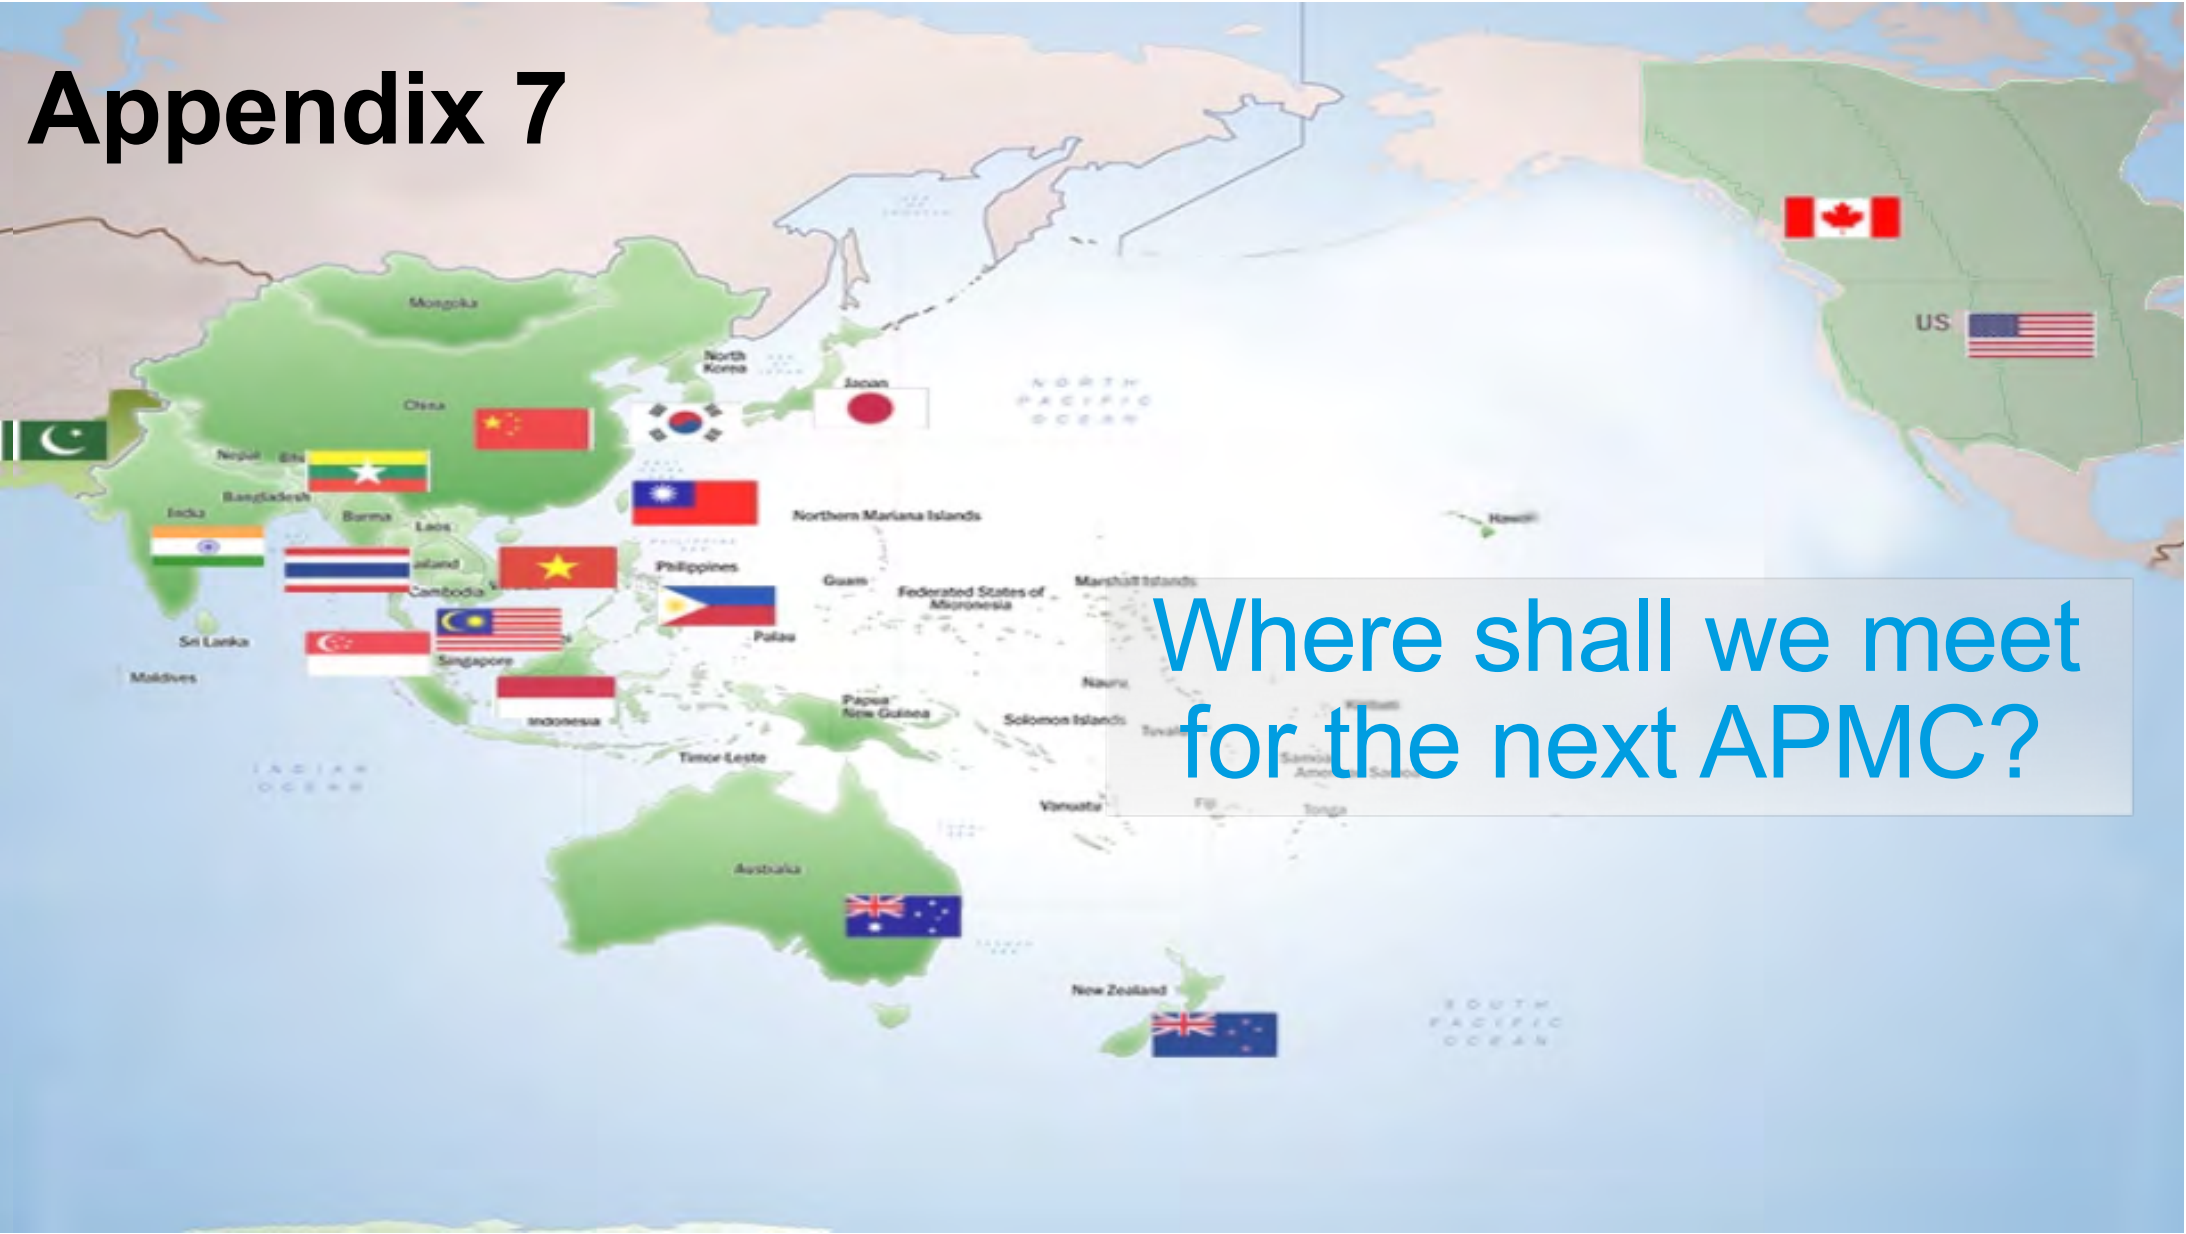 Appendix 7
Mongolia
North
Korea
Japan
China
NORTH
PACIFIC
OCEAN
US
Nepal
Bangladesh
India
Burma
Laos
Northern Mariana Islands
Hawaii
Philippines
ailand
Cambodia
Guam
Federated States of
Micronesia
Marshall Islands
Where shall we meet
for the next APMC?
Sri Lanka
Palau
Singapore
Maldives
Nauru
Kiribati
Papua
New Guinea
Solomon Islands
Indonesia
Timor-Leste
INDIAN
OCEAN
Vanuatu
Fiji
Tonga
Australia
New Zealand
SOUTH
PACIFIC
OCEAN